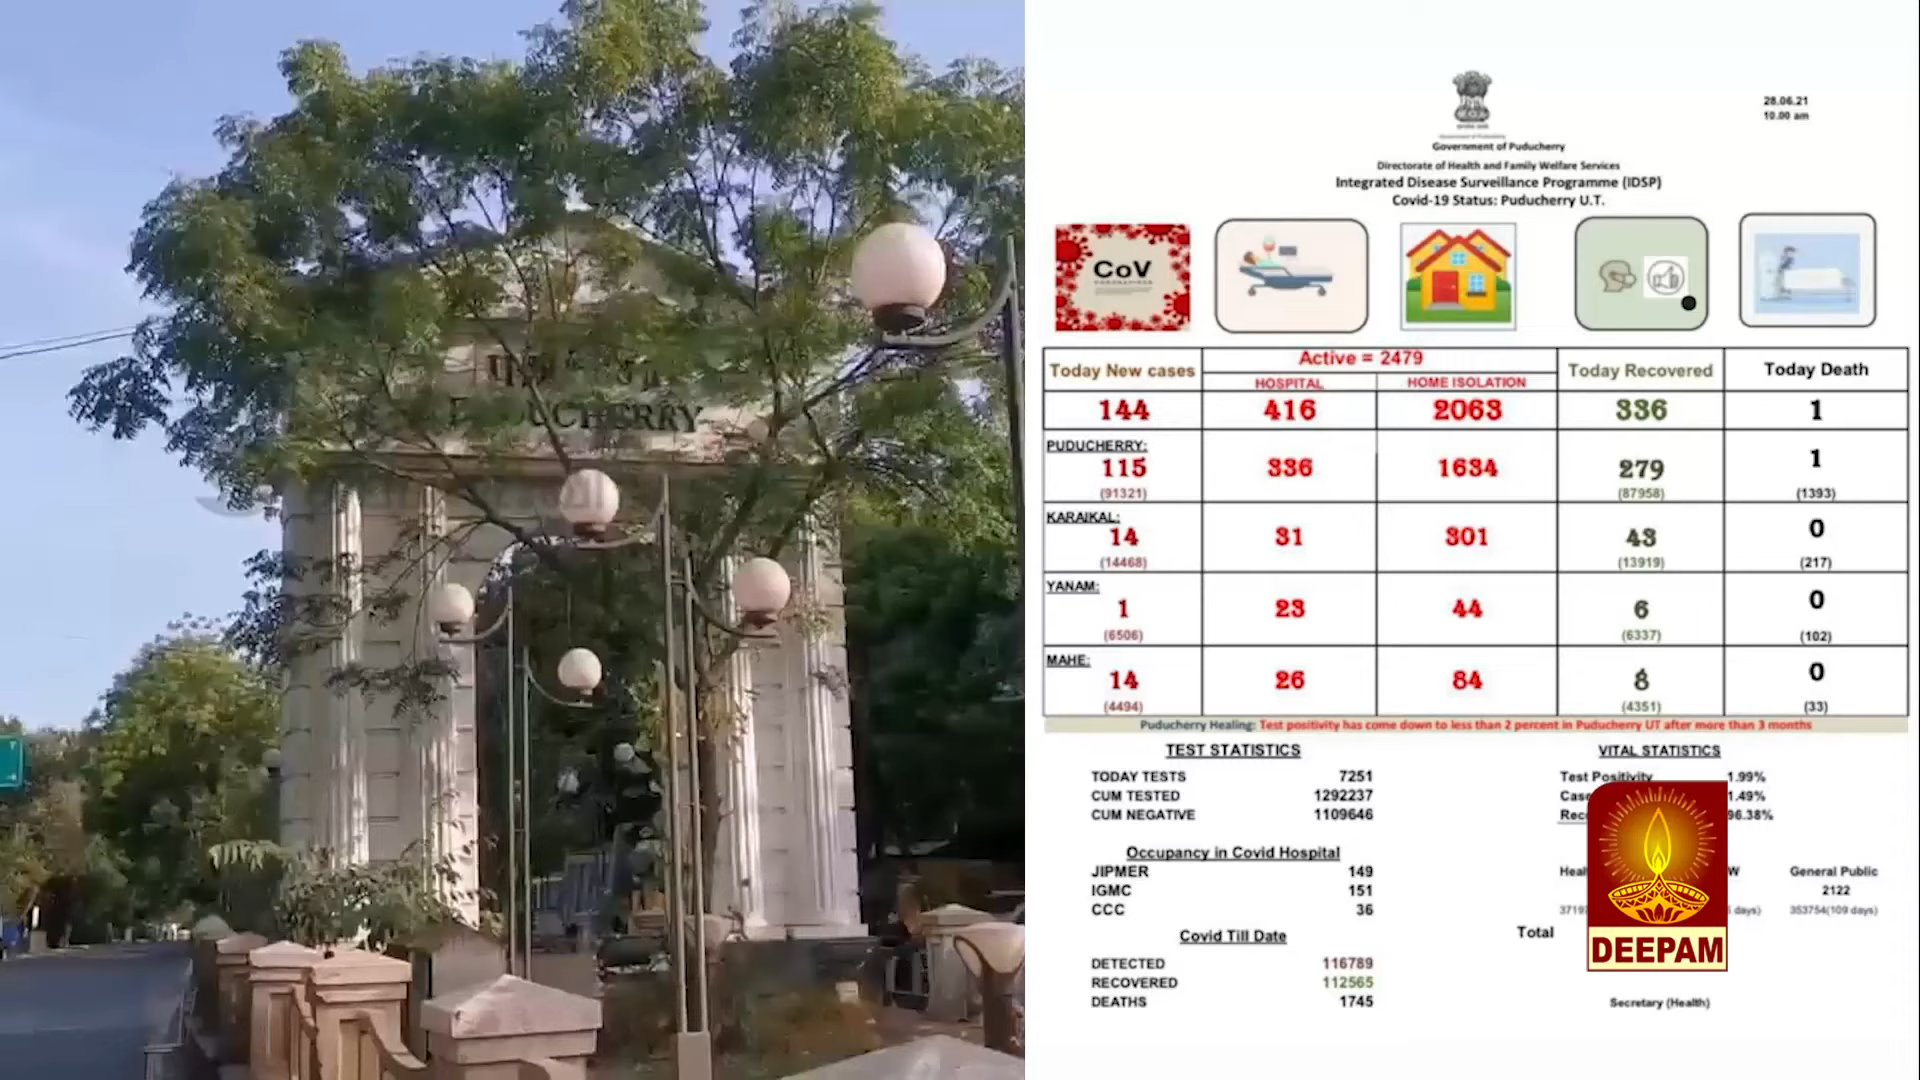 UCHERRY
28.06.21
10.00 am
Government of Puducherry
Directorate of Health and Family Welfare Services
Integrated Disease Surveillance Programme (IDSP)
Covid-19 Status: Puducherry U.T.
CoV
Today New cases
Active = 2479
HOSPITAL
HOME ISOLATION
Today Recovered
Today Death
144 416 2063 336 1
PUDUCHERRY:
115 336 1634 279 1
(91321) (87958) (1393)
KARAIKAL:
14 31 301 43 0
(14468) (13919) (217)
YANAM:
1 23 44 6 0
(6506) (6337) (102)
MAHE:
14 26 84 8 0
(4494) (4351) (33)
Puducherry Healing: Test positivity has come down to less than 2 percent in Puducherry UT after more than 3 months
TEST STATISTICS
TODAY TESTS 7251
CUM TESTED 1292237
CUM NEGATIVE 1109646
Occupancy in Covid Hospital
JIPMER 149
IGMC 151
CCC 36
Covid Till Date
DETECTED 116789
RECOVERED 112565
DEATHS 1745
VITAL STATISTICS
Test Positivity 1.99%
Case 1.49%
96.38%
General Public
2122
days) 353754(109 days)
Total
DEEPAM
Secretary (Health)